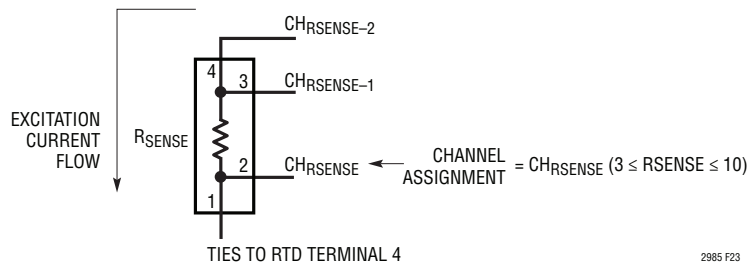 CHRSENSE–2
4
3
CHRSENSE–1
EXCITATION
CURRENT
FLOW
RSENSE
2
CHRSENSE
CHANNEL
ASSIGNMENT
= CHRSENSE (3 ≤ RSENSE ≤ 10)
1
TIES TO RTD TERMINAL 4
2985 F23